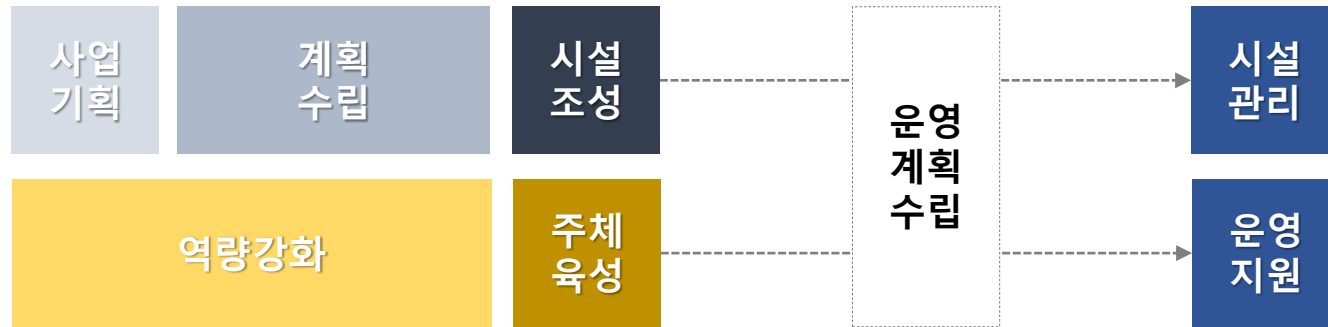 사업
기획
계획
수립
시설
조성
운영
계획
수립
시설
관리
역량강화
주체
육성
운영
지원